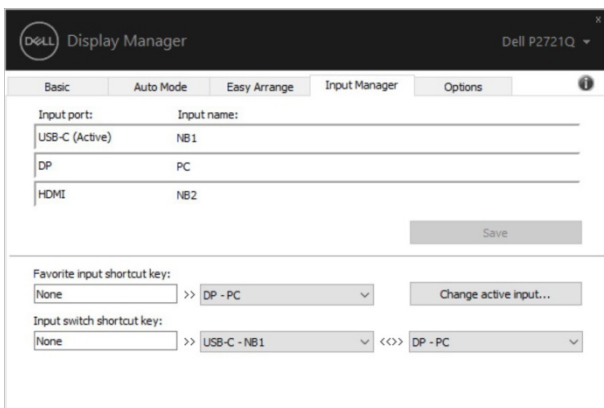 DELL Display Manager Dell P2721Q
x
Basic Auto Mode Easy Arrange Input Manager Options
Input port: Input name:
USB-C (Active) NB1
DP PC
HDMI NB2
Save
Favorite input shortcut key:
None >> DP - PC Change active input...
Input switch shortcut key:
None >> USB-C - NB1 <<>> DP - PC